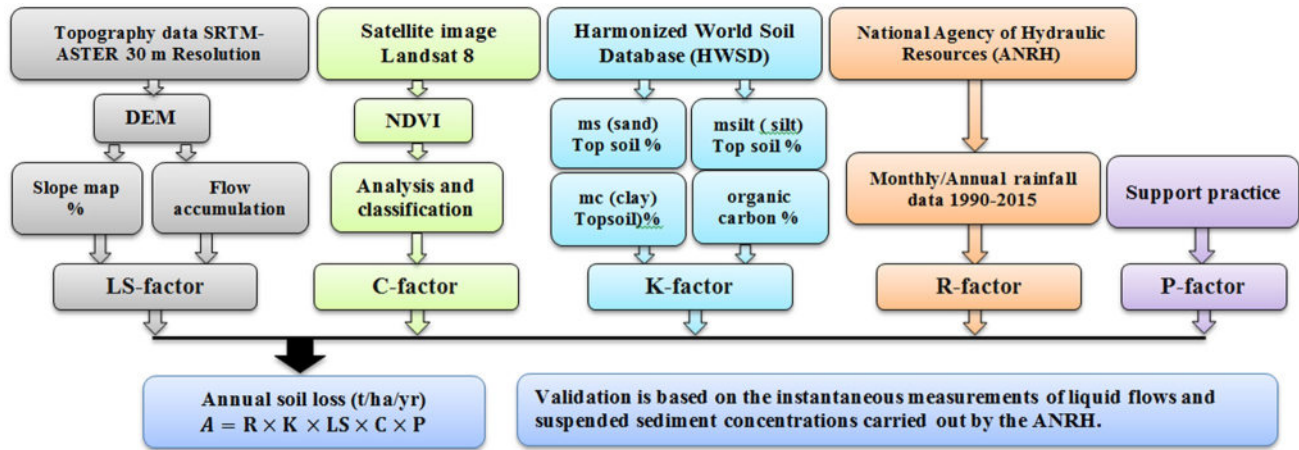 Topography data SRTM-
ASTER 30 m Resolution
Satellite image
Landsat 8
Harmonized World Soil
Database (HWSD)
National Agency of Hydraulic
Resources (ANRH)
DEM
NDVI
ms (sand)
Top soil %
msilt ( silt)
Top soil %
Slope map
%
Flow
accumulation
Analysis and
classification
mc (clay)
Topsoil)%
organic
carbon %
Monthly/Annual rainfall
data 1990-2015
Support practice
LS-factor
C-factor
K-factor
R-factor
P-factor
Annual soil loss (t/ha/yr)
A = R × K × LS × C × P
Validation is based on the instantaneous measurements of liquid flows and
suspended sediment concentrations carried out by the ANRH.